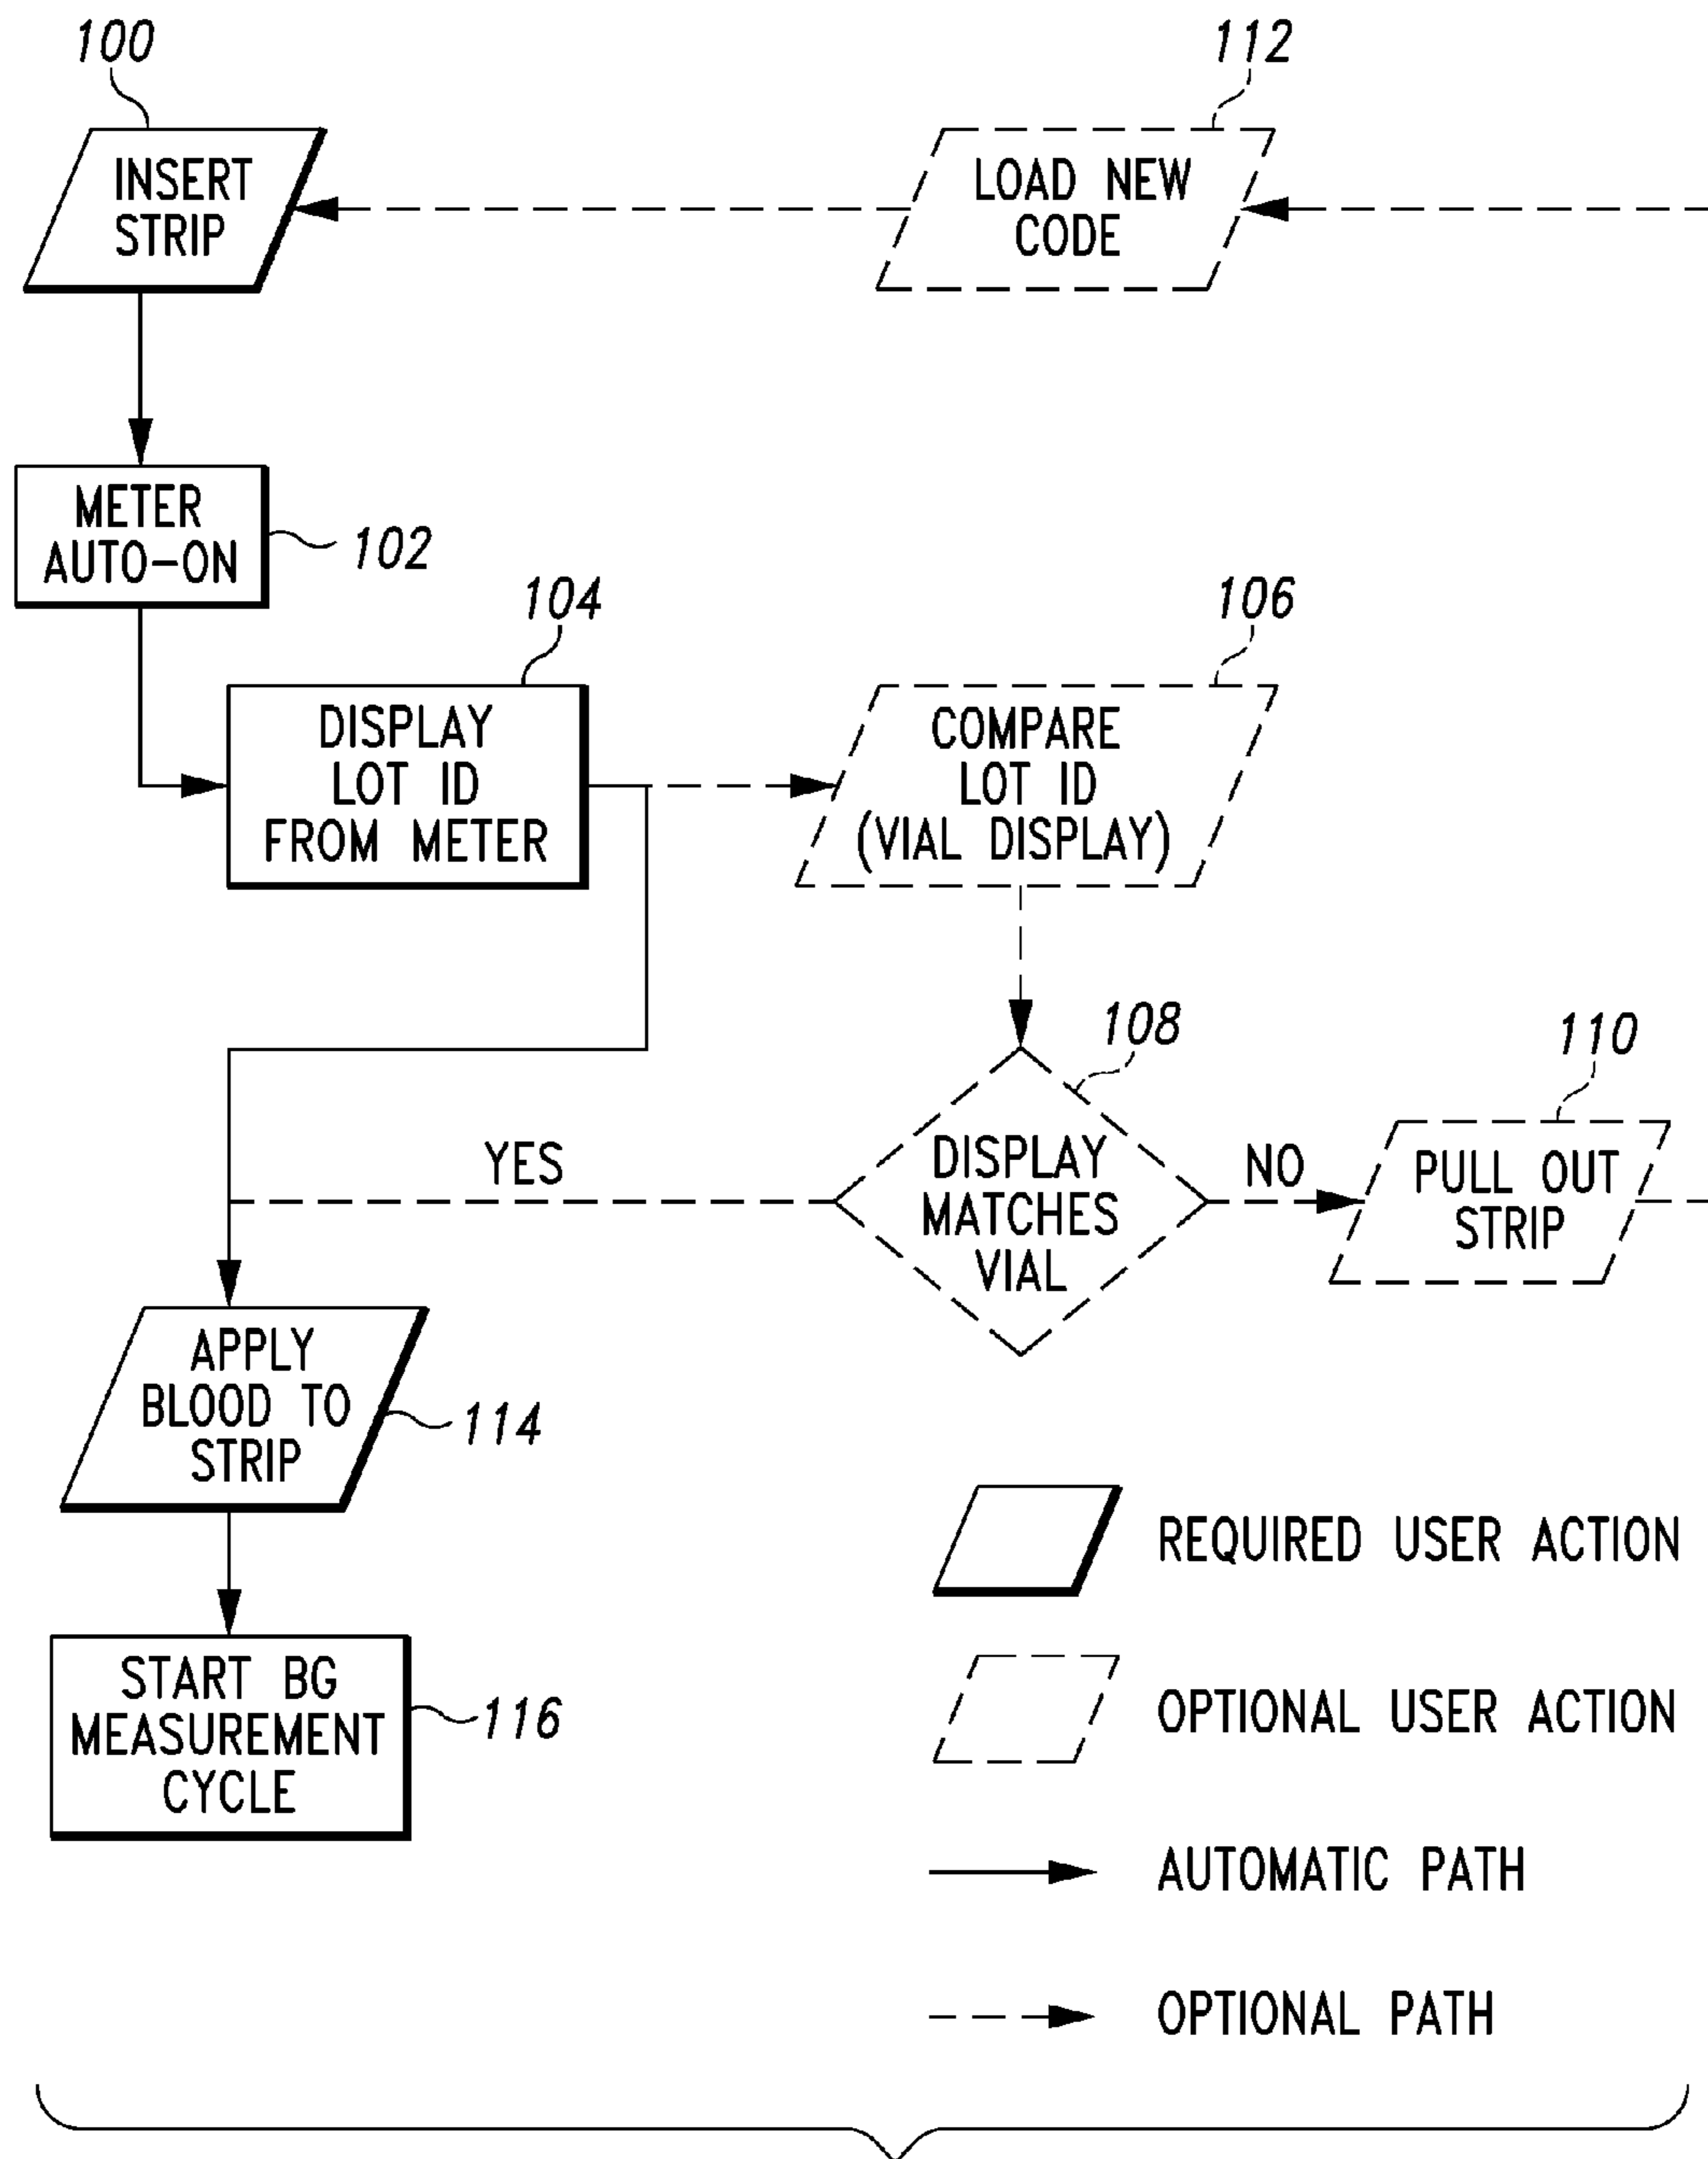 100
112
INSERT
STRIP
LOAD NEW
CODE
METER
AUTO-ON
102
104
106
DISPLAY
LOT ID
FROM METER
COMPARE
LOT ID
(VIAL DISPLAY)
108
110
YES
DISPLAY
MATCHES
VIAL
NO
PULL OUT
STRIP
APPLY
BLOOD TO
STRIP
114
REQUIRED USER ACTION
START BG
MEASUREMENT
CYCLE
116
OPTIONAL USER ACTION
AUTOMATIC PATH
OPTIONAL PATH